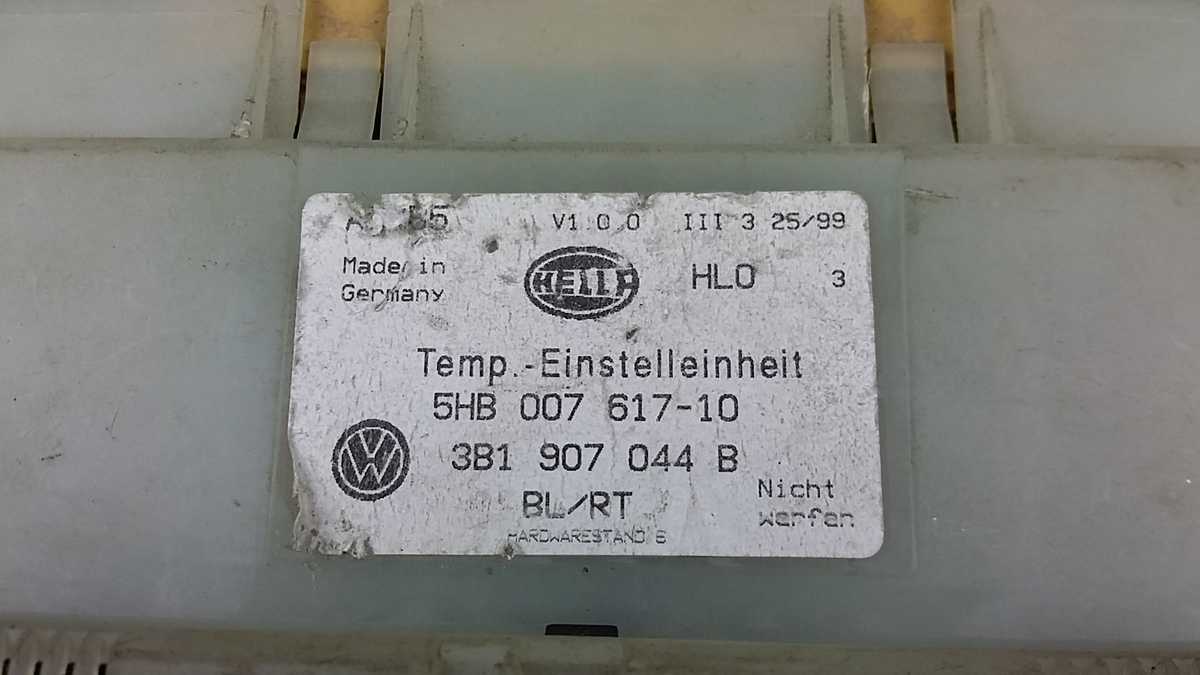 V1 0 0 III 3 25/99
Made in
Germany
HELLA
HLO 3
Temp.-Einstelleinheit
5HB 007 617-10
3B1 907 044 B
BL/RT
Nicht
werfen
HARDWARESTAND 6